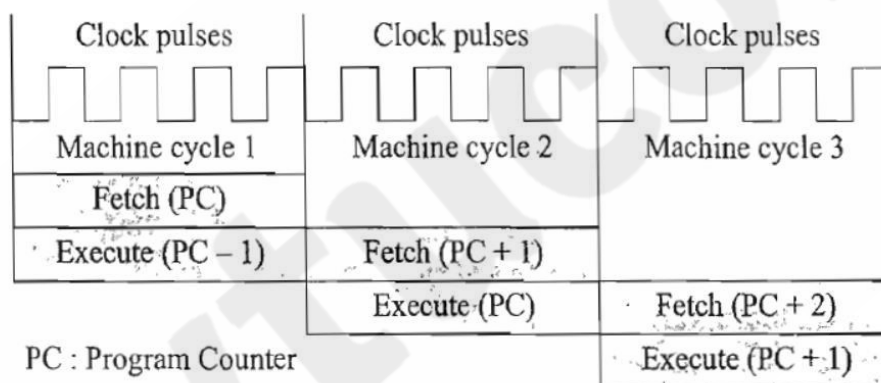 Clock pulses Clock pulses Clock pulses
Machine cycle 1 Machine cycle 2 Machine cycle 3
Fetch (PC)
Execute (PC – 1) Fetch (PC + 1)
Execute (PC) Fetch (PC + 2)
PC : Program Counter Execute (PC + 1)